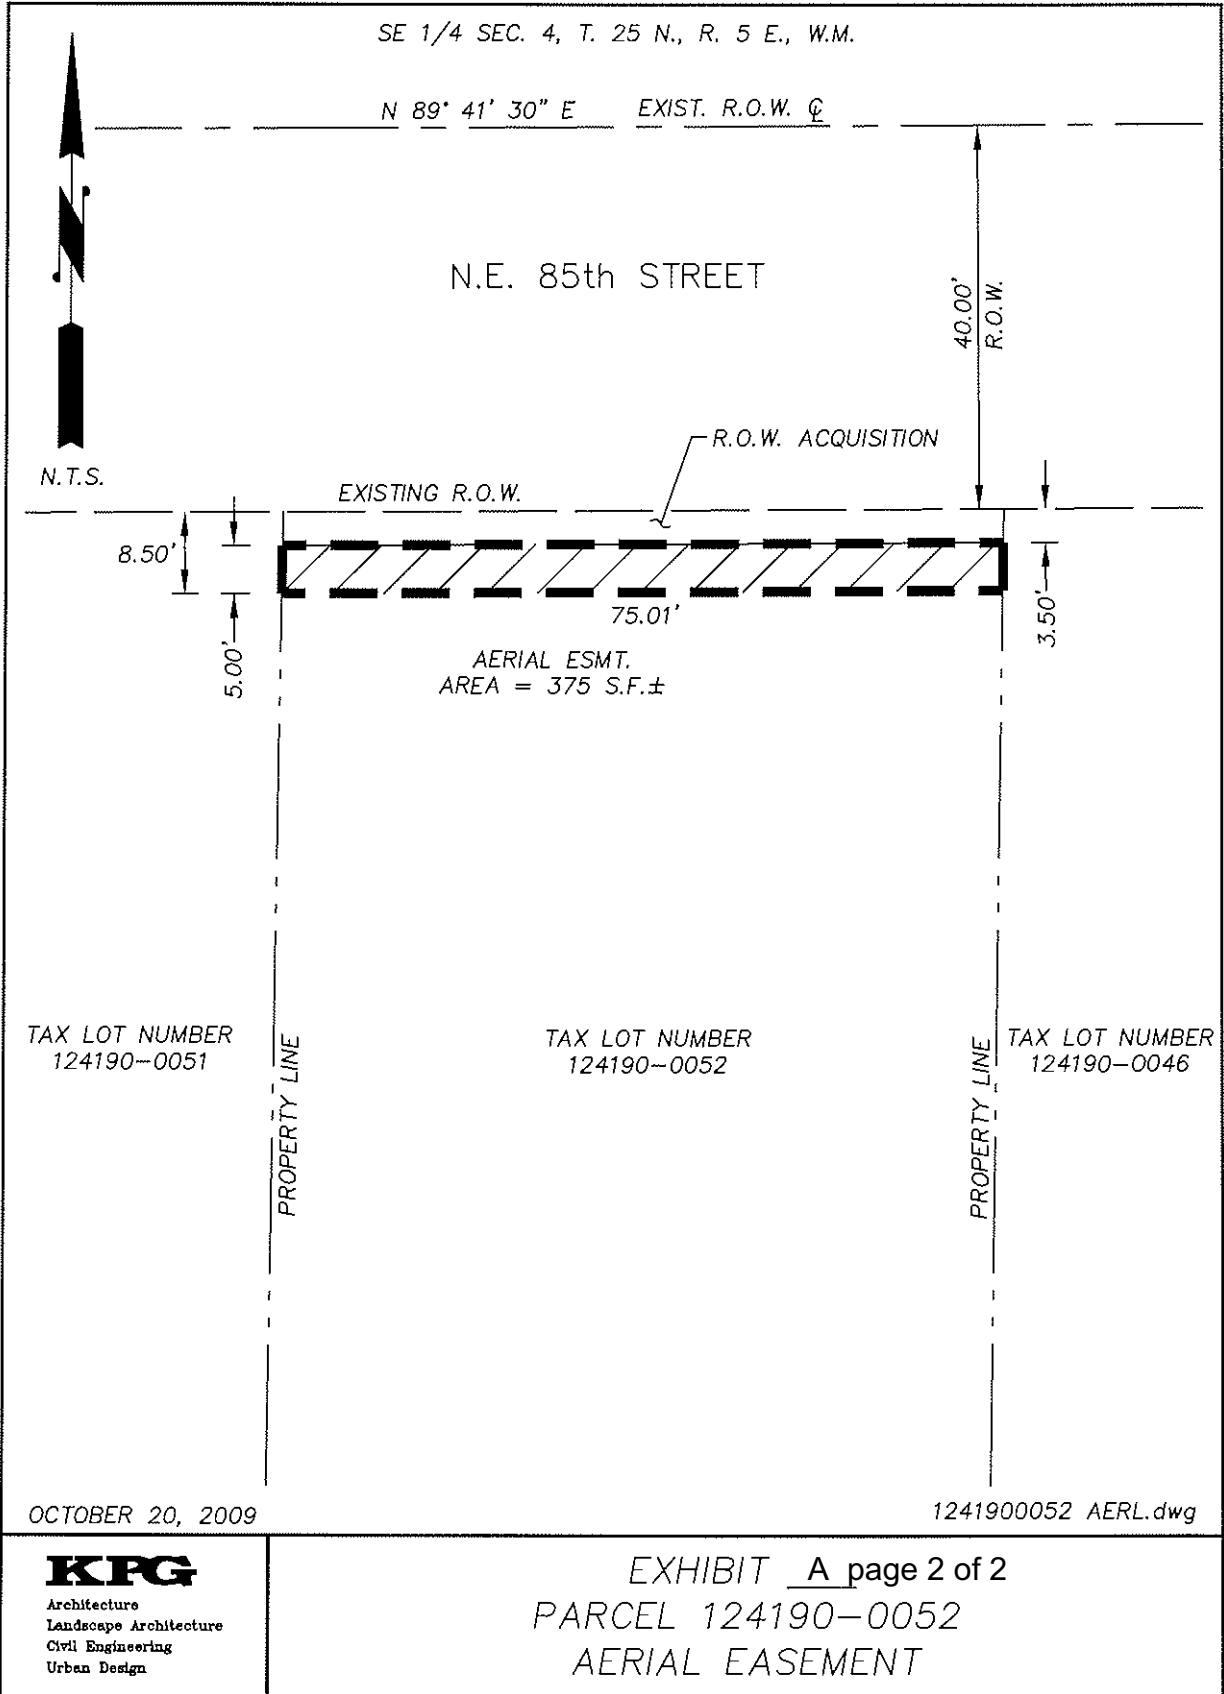 SE 1/4 SEC. 4, T. 25 N., R. 5 E., W.M.
N 89° 41' 30" E EXIST. R.O.W. ℄
N.E. 85th STREET
40.00'
R.O.W.
R.O.W. ACQUISITION
N
N.T.S.
EXISTING R.O.W.
8.50'
5.00'
75.01'
3.50'
AERIAL ESMT.
AREA = 375 S.F.±
TAX LOT NUMBER
124190-0051
PROPERTY LINE
TAX LOT NUMBER
124190-0052
PROPERTY LINE
TAX LOT NUMBER
124190-0046
OCTOBER 20, 2009
1241900052 AERL.dwg
KPG
Architecture
Landscape Architecture
Civil Engineering
Urban Design
EXHIBIT A page 2 of 2
PARCEL 124190-0052
AERIAL EASEMENT